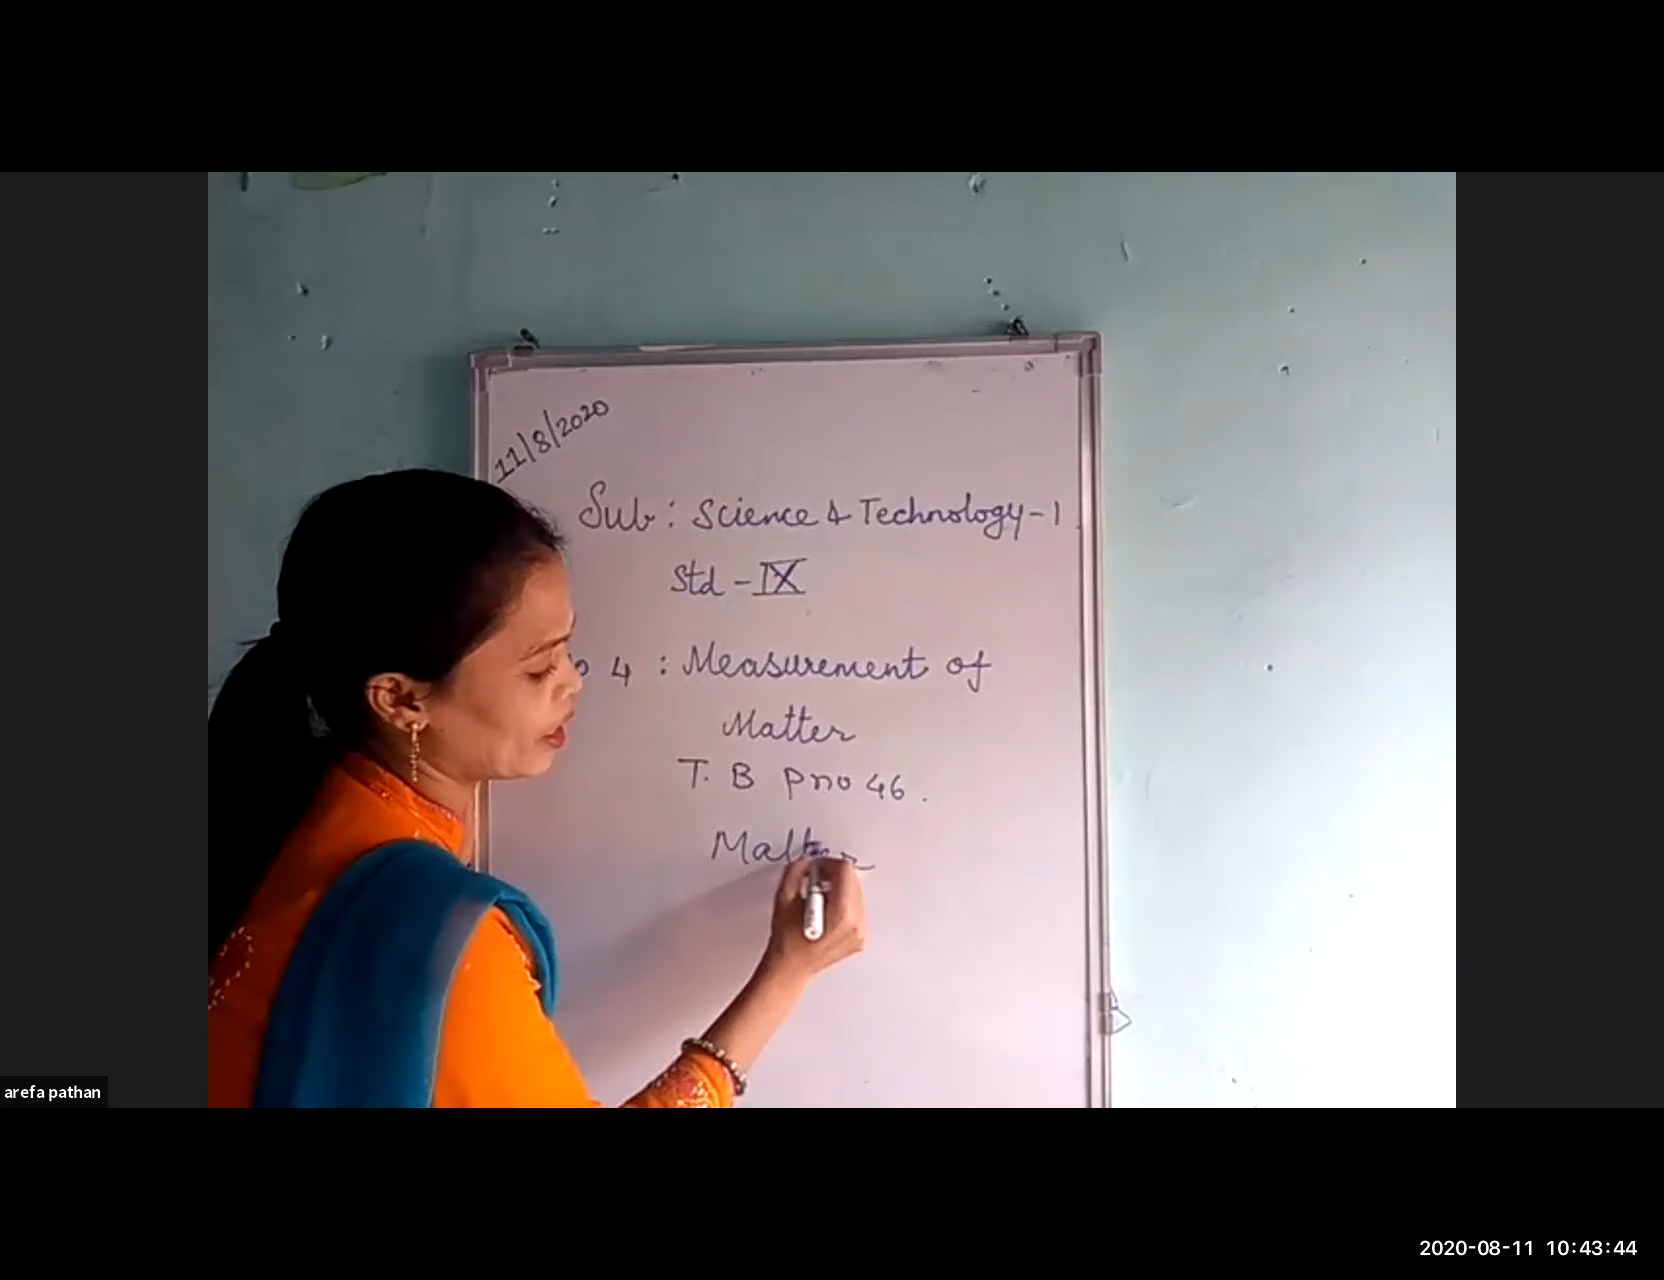 11/8/2020
Sub : Science & Technology - 1
Std - IX
4 : Measurement of
Matter
T. B Pno 46.
Matter
arefa pathan
2020-08-11 10:43:44